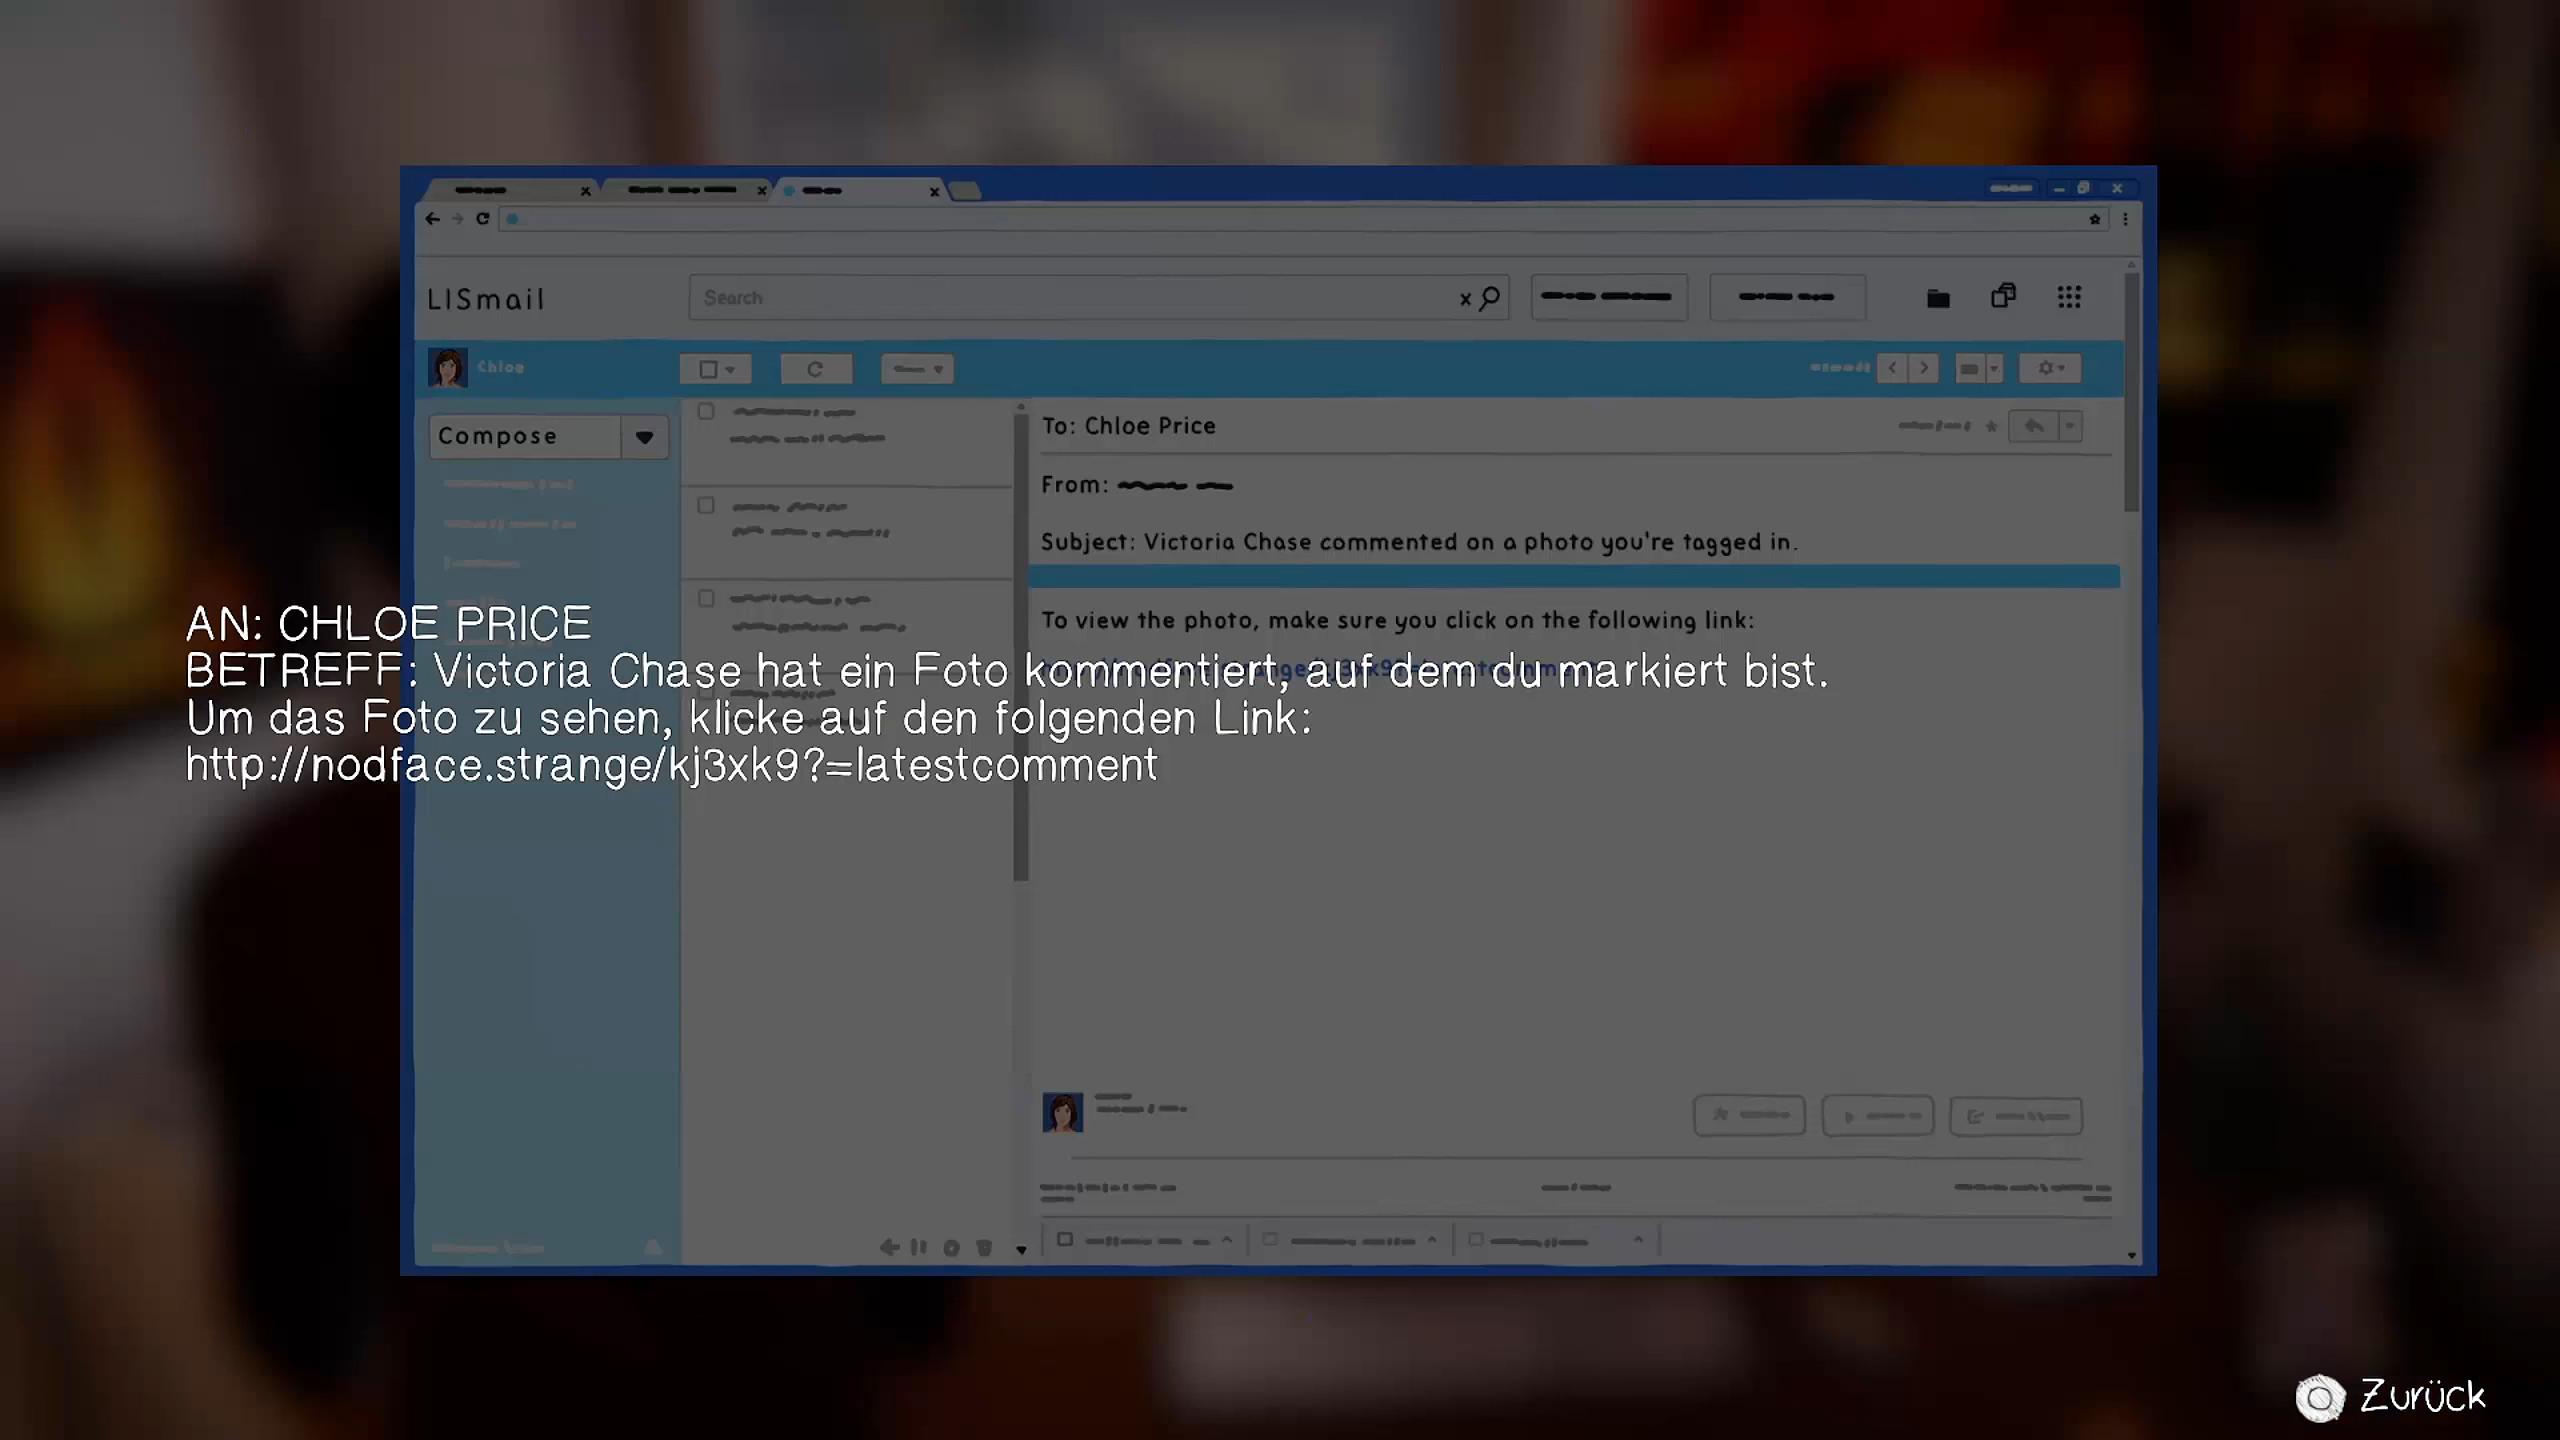 LISmail
Search
Chloe
Compose
To: Chloe Price
From:
Subject: Victoria Chase commented on a photo you're tagged in.
To view the photo, make sure you click on the following link:
AN: CHLOE PRICE
BETREFF: Victoria Chase hat ein Foto kommentiert, auf dem du markiert bist.
Um das Foto zu sehen, klicke auf den folgenden Link:
http://nodface.strange/kj3xk9?=latestcomment
Zurück